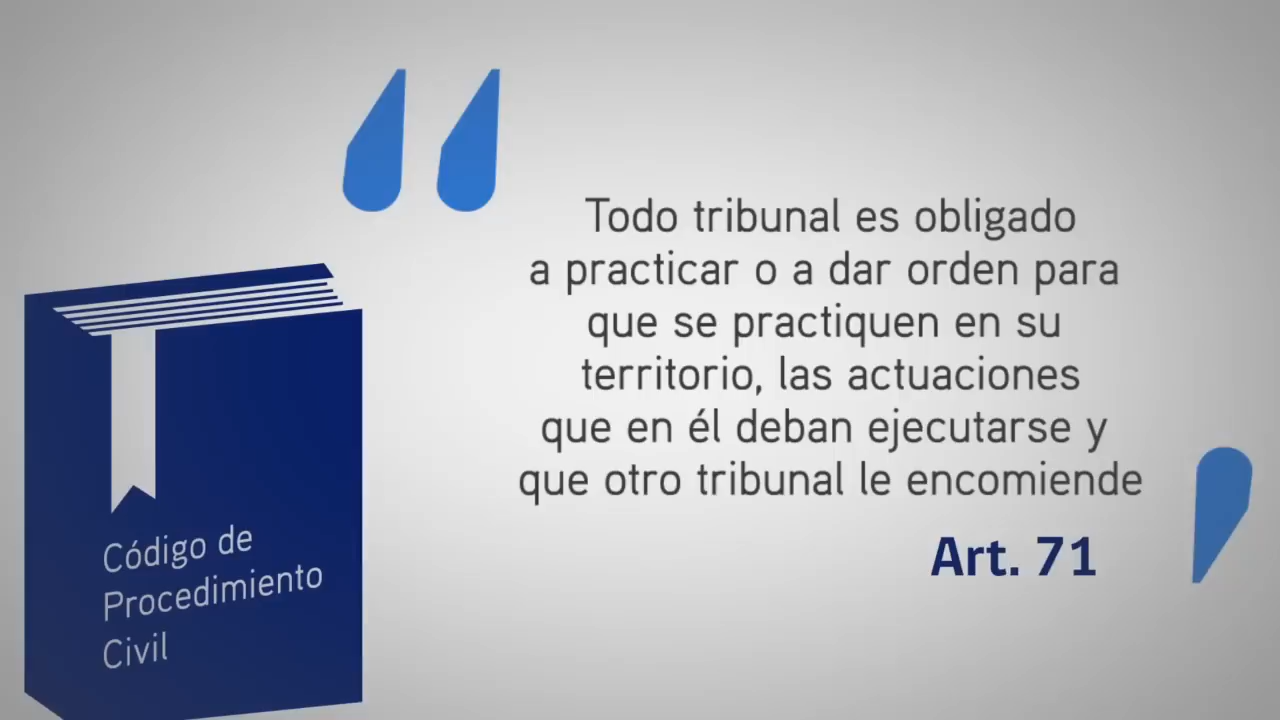 Todo tribunal es obligado
a practicar o a dar orden para
que se practiquen en su
territorio, las actuaciones
que en él deban ejecutarse y
que otro tribunal le encomiende
Art. 71
Código de
Procedimiento
Civil